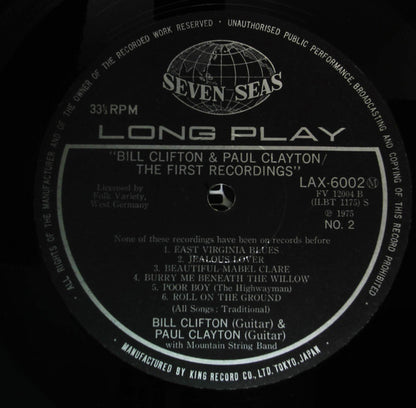 ALL RIGHTS OF THE MANUFACTURER AND OF THE OWNER OF THE RECORDED WORK RESERVED • UNAUTHORISED PUBLIC PERFORMANCE, BROADCASTING AND COPYING OF THIS RECORD PROHIBITED
SEVEN SEAS
33⅓RPM
LONG PLAY
"BILL CLIFTON & PAUL CLAYTON/
THE FIRST RECORDINGS"
Licensed by
Folk Variety,
West Germany
LAX-6002 M
FV 12004 B
(ILBT 1175) S
Ⓟ 1975
NO. 2
None of these recordings have been on records before
1. EAST VIRGINIA BLUES
2. JEALOUS LOVER
3. BEAUTIFUL MABEL CLARE
4. BURRY ME BENEATH THE WILLOW
5. POOR BOY (The Highwayman)
6. ROLL ON THE GROUND
(All Songs: Traditional)
BILL CLIFTON (Guitar) &
PAUL CLAYTON (Guitar)
with Mountain String Band
• MANUFACTURED BY KING RECORD CO., LTD. TOKYO, JAPAN •